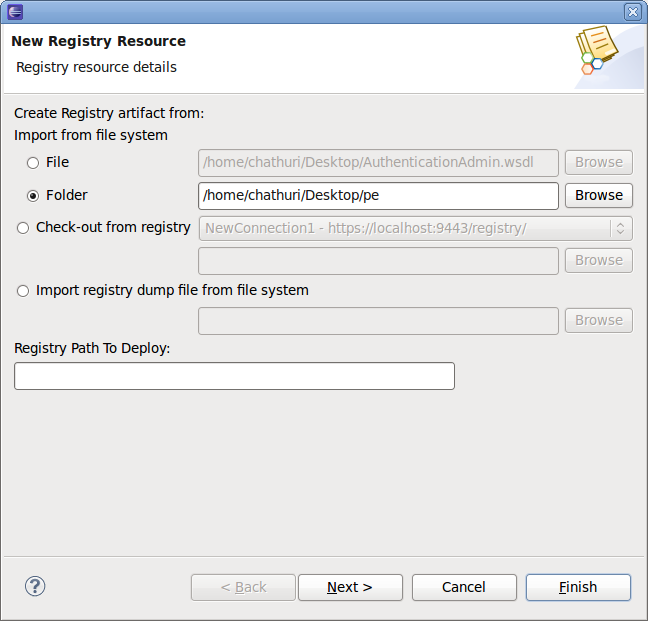 New Registry Resource
Registry resource details
Create Registry artifact from:
Import from file system
File /home/chathuri/Desktop/AuthenticationAdmin.wsdl Browse
Folder /home/chathuri/Desktop/pe Browse
Check-out from registry NewConnection1 - https://localhost:9443/registry/
Browse
Import registry dump file from file system
Browse
Registry Path To Deploy:
? < Back Next > Cancel Finish